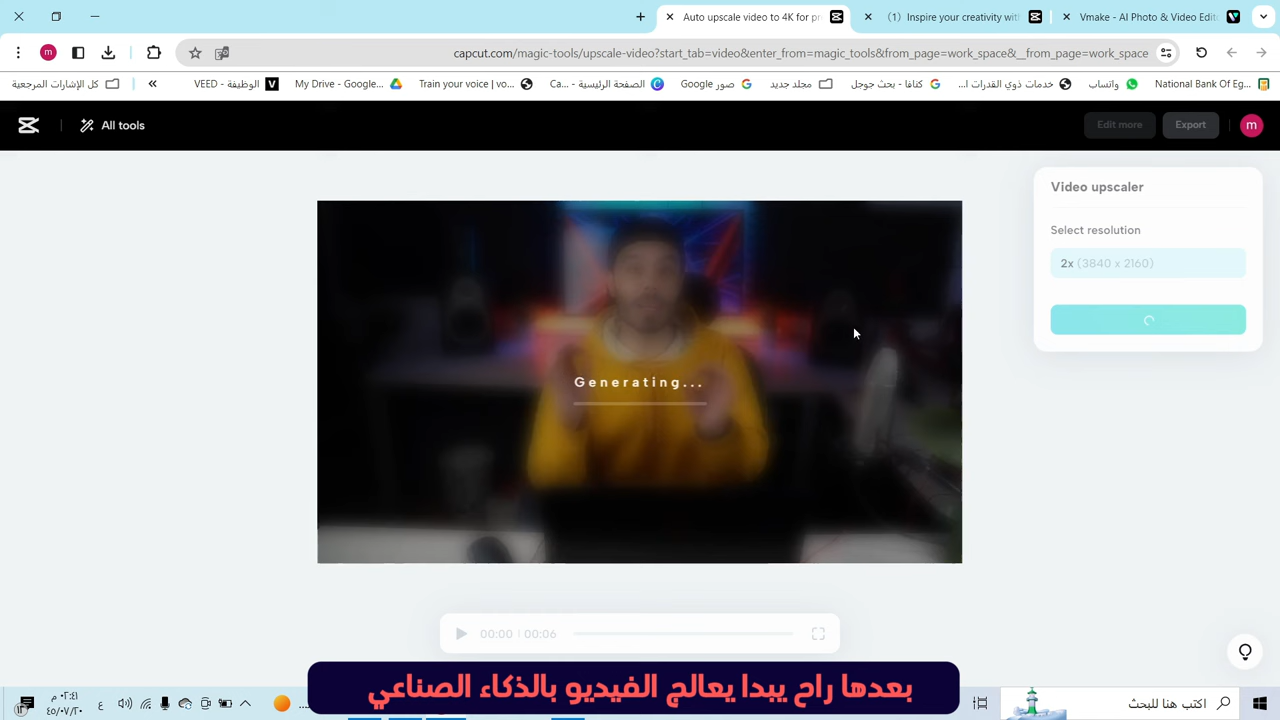 Auto upscale video to 4K for pr
(1) Inspire your creativity wit
Vmake - AI Photo & Video Edit
capcut.com/magic-tools/upscale-video?start_tab=video&enter_from=magic_tools&from_page=work_space&__from_page=work_space
كل الإشارات المرجعية
الوظيفة - VEED
My Drive - Google...
Train your voice | vo...
الصفحة الرئيسية - Ca...
صور Google
مجلد جديد
كنافا - بحث جوجل
خدمات ذوي القدرات ا...
واتساب
National Bank Of Eg...
All tools
Edit more
Export
m
Video upscaler
Select resolution
2x (3840 x 2160)
Generating...
00:00 | 00:06
بعدها راح يبدا يعالج الفيديو بالذكاء الصناعي
اكتب هنا للبحث